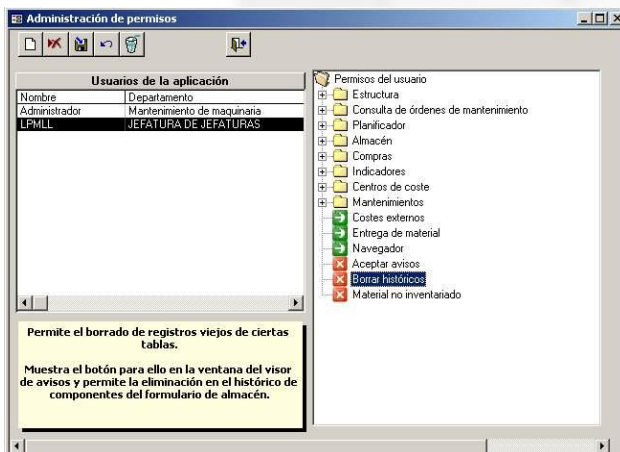 Administración de permisos
Usuarios de la aplicación
Nombre Departamento
Administrador Mantenimiento de maquinaria
LPMLL JEFATURA DE JEFATURAS
Permite el borrado de registros viejos de ciertas
tablas.
Muestra el botón para ello en la ventana del visor
de avisos y permite la eliminación en el histórico de
componentes del formulario de almacén.
Permisos del usuario
Estructura
Consulta de órdenes de mantenimiento
Planificador
Almacén
Compras
Indicadores
Centros de coste
Mantenimientos
Costes externos
Entrega de material
Navegador
Aceptar avisos
Borrar históricos
Material no inventariado